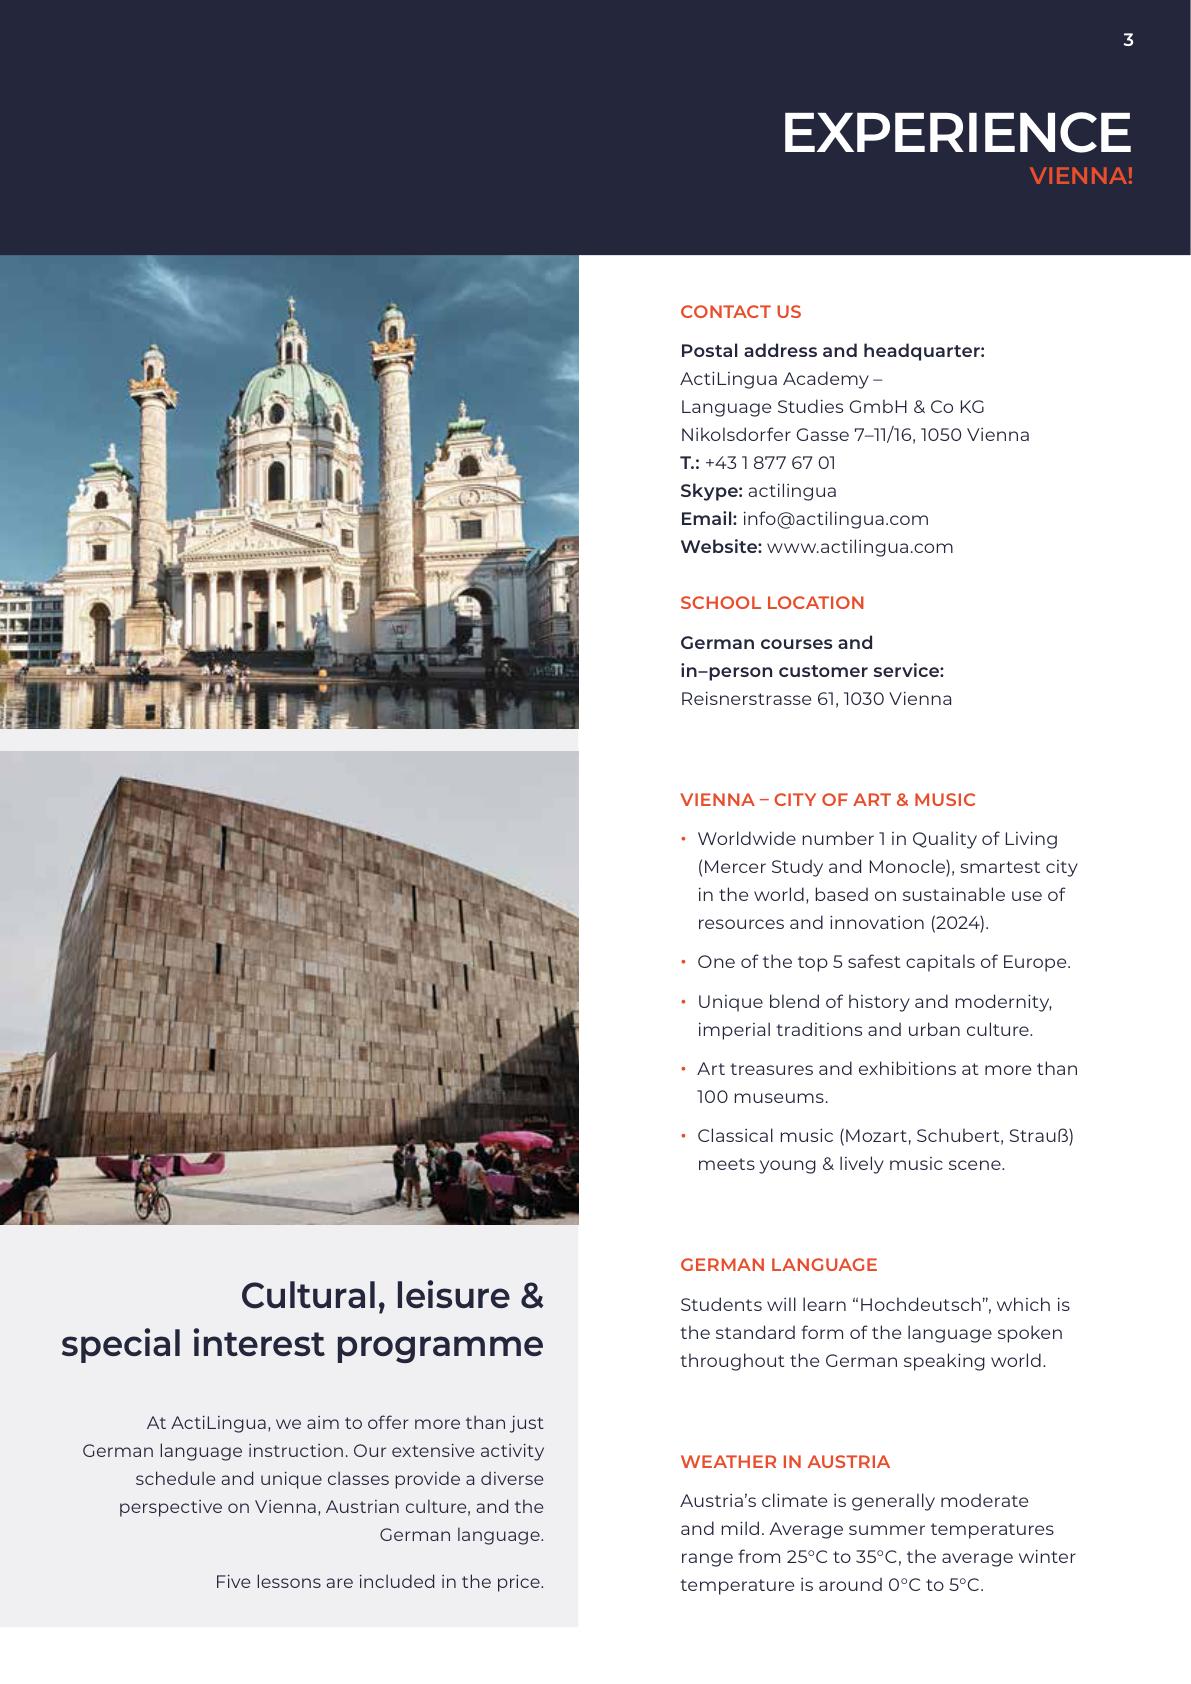 3
EXPERIENCE
VIENNA!
CONTACT US
Postal address and headquarter:
ActiLingua Academy –
Language Studies GmbH & Co KG
Nikolsdorfer Gasse 7–11/16, 1050 Vienna
T.: +43 1 877 67 01
Skype: actilingua
Email: info@actilingua.com
Website: www.actilingua.com
SCHOOL LOCATION
German courses and
in–person customer service:
Reisnerstrasse 61, 1030 Vienna
VIENNA – CITY OF ART & MUSIC
• Worldwide number 1 in Quality of Living
(Mercer Study and Monocle), smartest city
in the world, based on sustainable use of
resources and innovation (2024).
• One of the top 5 safest capitals of Europe.
• Unique blend of history and modernity,
imperial traditions and urban culture.
• Art treasures and exhibitions at more than
100 museums.
• Classical music (Mozart, Schubert, Strauß)
meets young & lively music scene.
GERMAN LANGUAGE
Students will learn “Hochdeutsch”, which is
the standard form of the language spoken
throughout the German speaking world.
WEATHER IN AUSTRIA
Austria’s climate is generally moderate
and mild. Average summer temperatures
range from 25°C to 35°C, the average winter
temperature is around 0°C to 5°C.
Cultural, leisure &
special interest programme
At ActiLingua, we aim to offer more than just
German language instruction. Our extensive activity
schedule and unique classes provide a diverse
perspective on Vienna, Austrian culture, and the
German language.
Five lessons are included in the price.